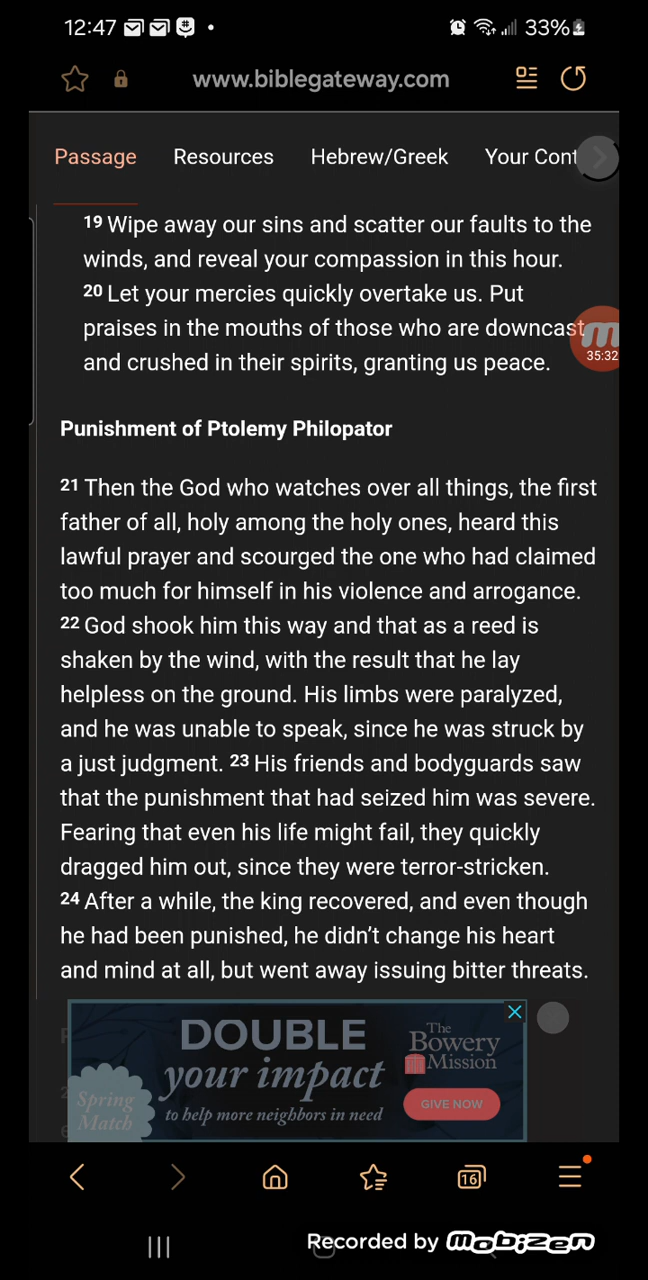 12:47
33%
www.biblegateway.com
Passage Resources Hebrew/Greek Your Cont
19 Wipe away our sins and scatter our faults to the
winds, and reveal your compassion in this hour.
20 Let your mercies quickly overtake us. Put
praises in the mouths of those who are downcast
and crushed in their spirits, granting us peace.
35:32
Punishment of Ptolemy Philopator
21 Then the God who watches over all things, the first
father of all, holy among the holy ones, heard this
lawful prayer and scourged the one who had claimed
too much for himself in his violence and arrogance.
22 God shook him this way and that as a reed is
shaken by the wind, with the result that he lay
helpless on the ground. His limbs were paralyzed,
and he was unable to speak, since he was struck by
a just judgment. 23 His friends and bodyguards saw
that the punishment that had seized him was severe.
Fearing that even his life might fail, they quickly
dragged him out, since they were terror-stricken.
24 After a while, the king recovered, and even though
he had been punished, he didn’t change his heart
and mind at all, but went away issuing bitter threats.
DOUBLE
your impact
to help more neighbors in need
Spring
Match
The
Bowery
Mission
GIVE NOW
16
Recorded by mobizen